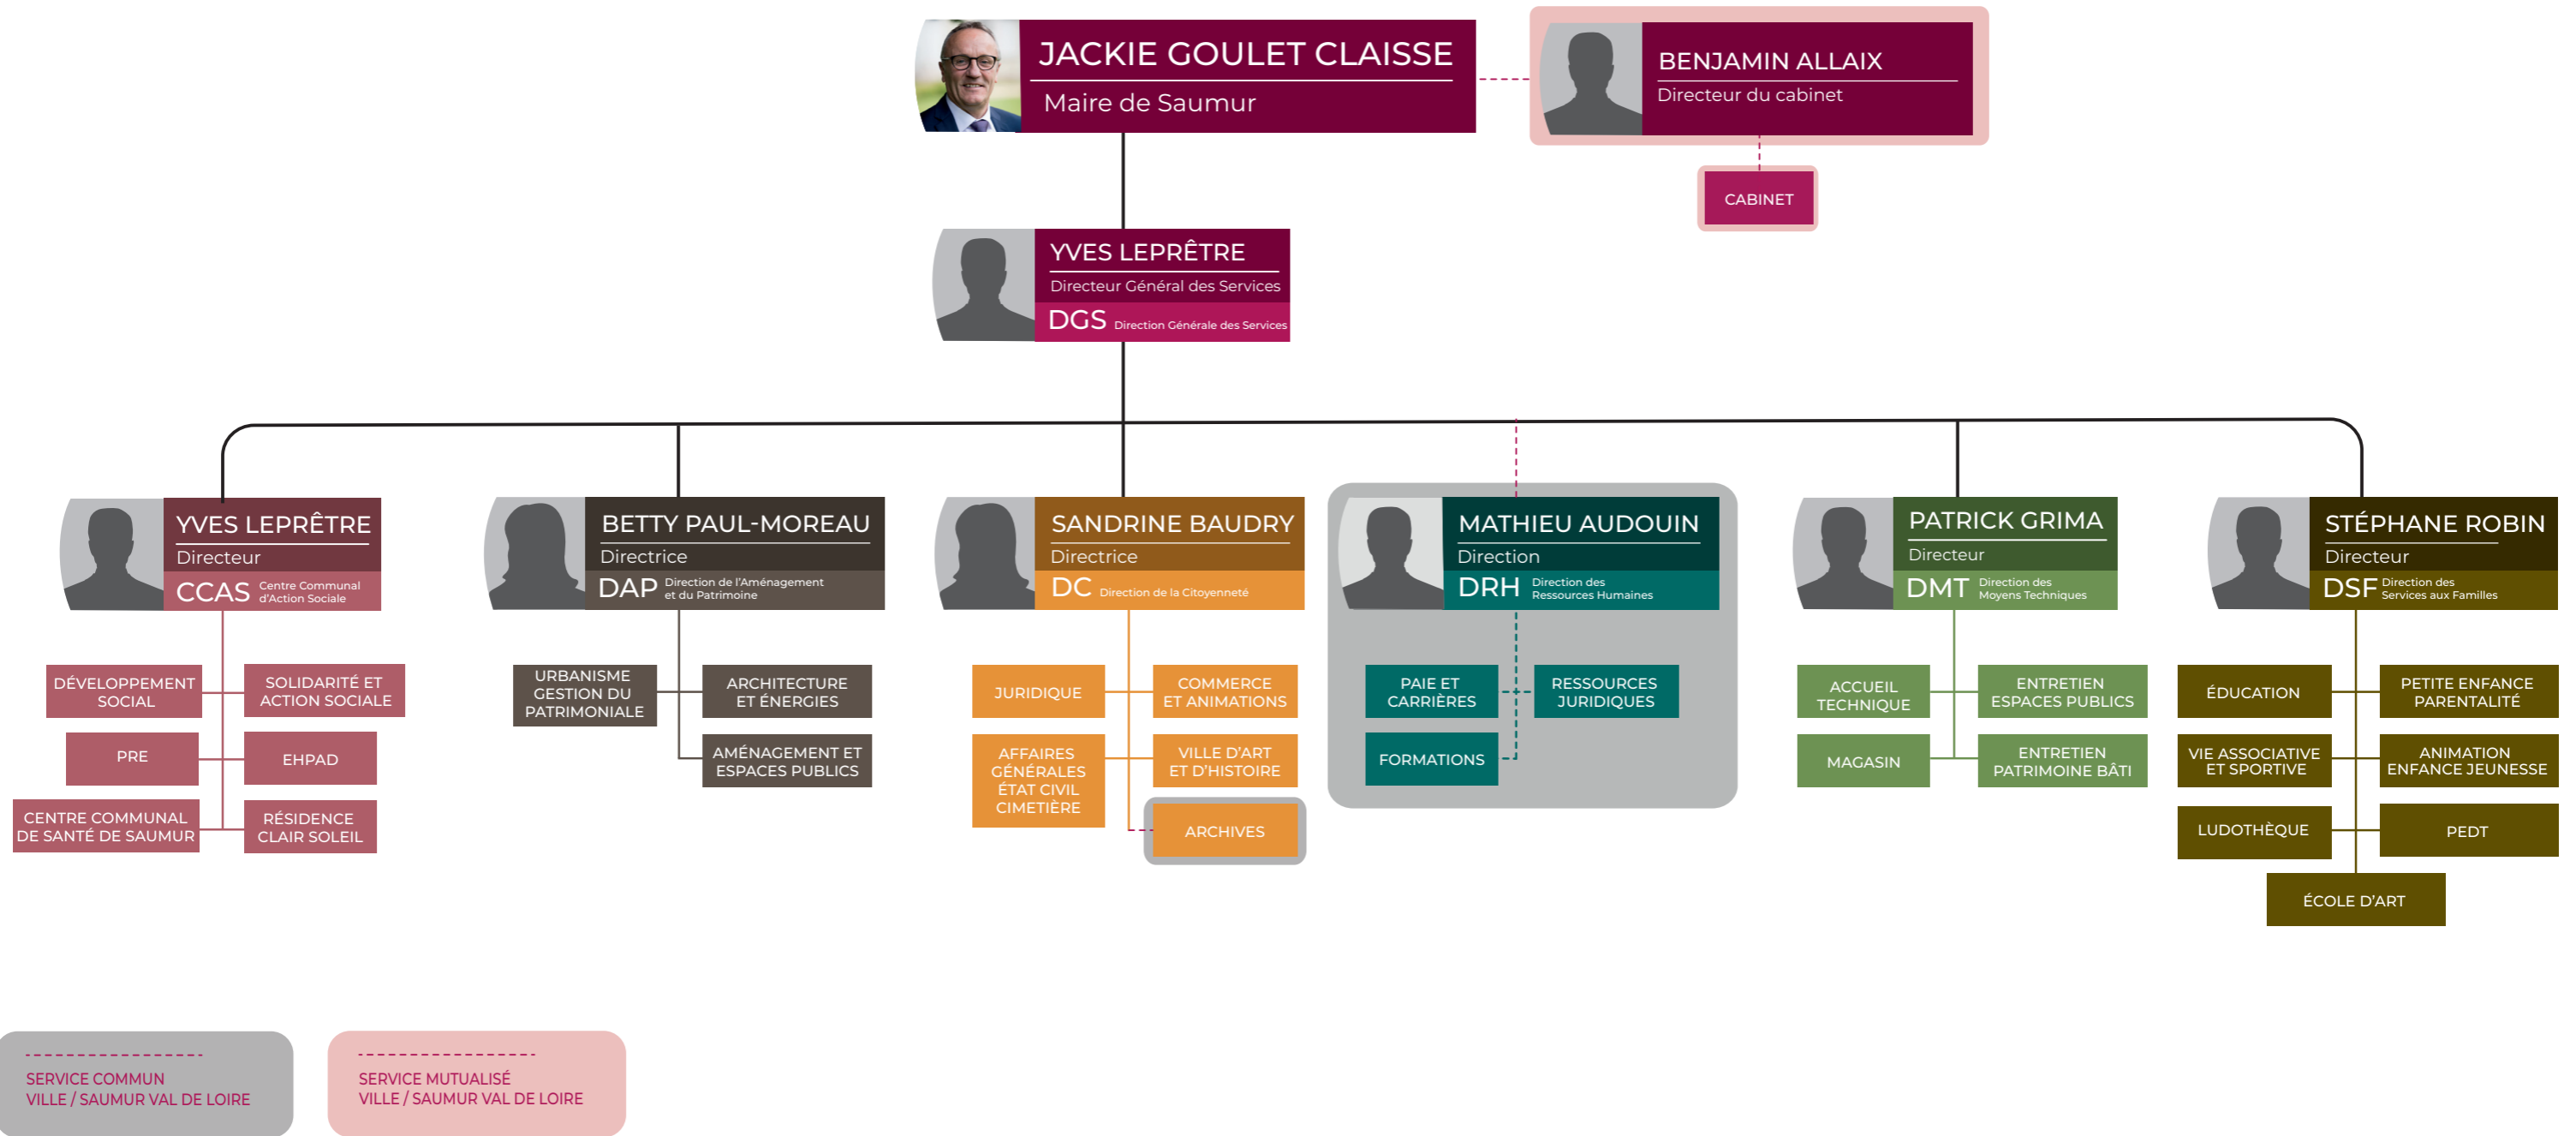 JACKIE GOULET CLAISSE
Maire de Saumur
BENJAMIN ALLAIX
Directeur du cabinet
CABINET
YVES LEPRÊTRE
Directeur Général des Services
DGS Direction Générale des Services
YVES LEPRÊTRE
Directeur
CCAS Centre Communal
d'Action Sociale
DÉVELOPPEMENT
SOCIAL
SOLIDARITÉ ET
ACTION SOCIALE
PRE
EHPAD
CENTRE COMMUNAL
DE SANTÉ DE SAUMUR
RÉSIDENCE
CLAIR SOLEIL
BETTY PAUL-MOREAU
Directrice
DAP Direction de l'Aménagement
et du Patrimoine
URBANISME
GESTION DU
PATRIMONIALE
ARCHITECTURE
ET ÉNERGIES
AMÉNAGEMENT ET
ESPACES PUBLICS
SANDRINE BAUDRY
Directrice
DC Direction de la Citoyenneté
JURIDIQUE
COMMERCE
ET ANIMATIONS
AFFAIRES
GÉNÉRALES
ÉTAT CIVIL
CIMETIÈRE
VILLE D'ART
ET D'HISTOIRE
ARCHIVES
MATHIEU AUDOUIN
Direction
DRH Direction des
Ressources Humaines
PAIE ET
CARRIÈRES
RESSOURCES
JURIDIQUES
FORMATIONS
PATRICK GRIMA
Directeur
DMT Direction des
Moyens Techniques
ACCUEIL
TECHNIQUE
ENTRETIEN
ESPACES PUBLICS
MAGASIN
ENTRETIEN
PATRIMOINE BÂTI
STÉPHANE ROBIN
Directeur
DSF Direction des
Services aux Familles
ÉDUCATION
PETITE ENFANCE
PARENTALITÉ
VIE ASSOCIATIVE
ET SPORTIVE
ANIMATION
ENFANCE JEUNESSE
LUDOTHÈQUE
PEDT
ÉCOLE D'ART
SERVICE COMMUN
VILLE / SAUMUR VAL DE LOIRE
SERVICE MUTUALISÉ
VILLE / SAUMUR VAL DE LOIRE